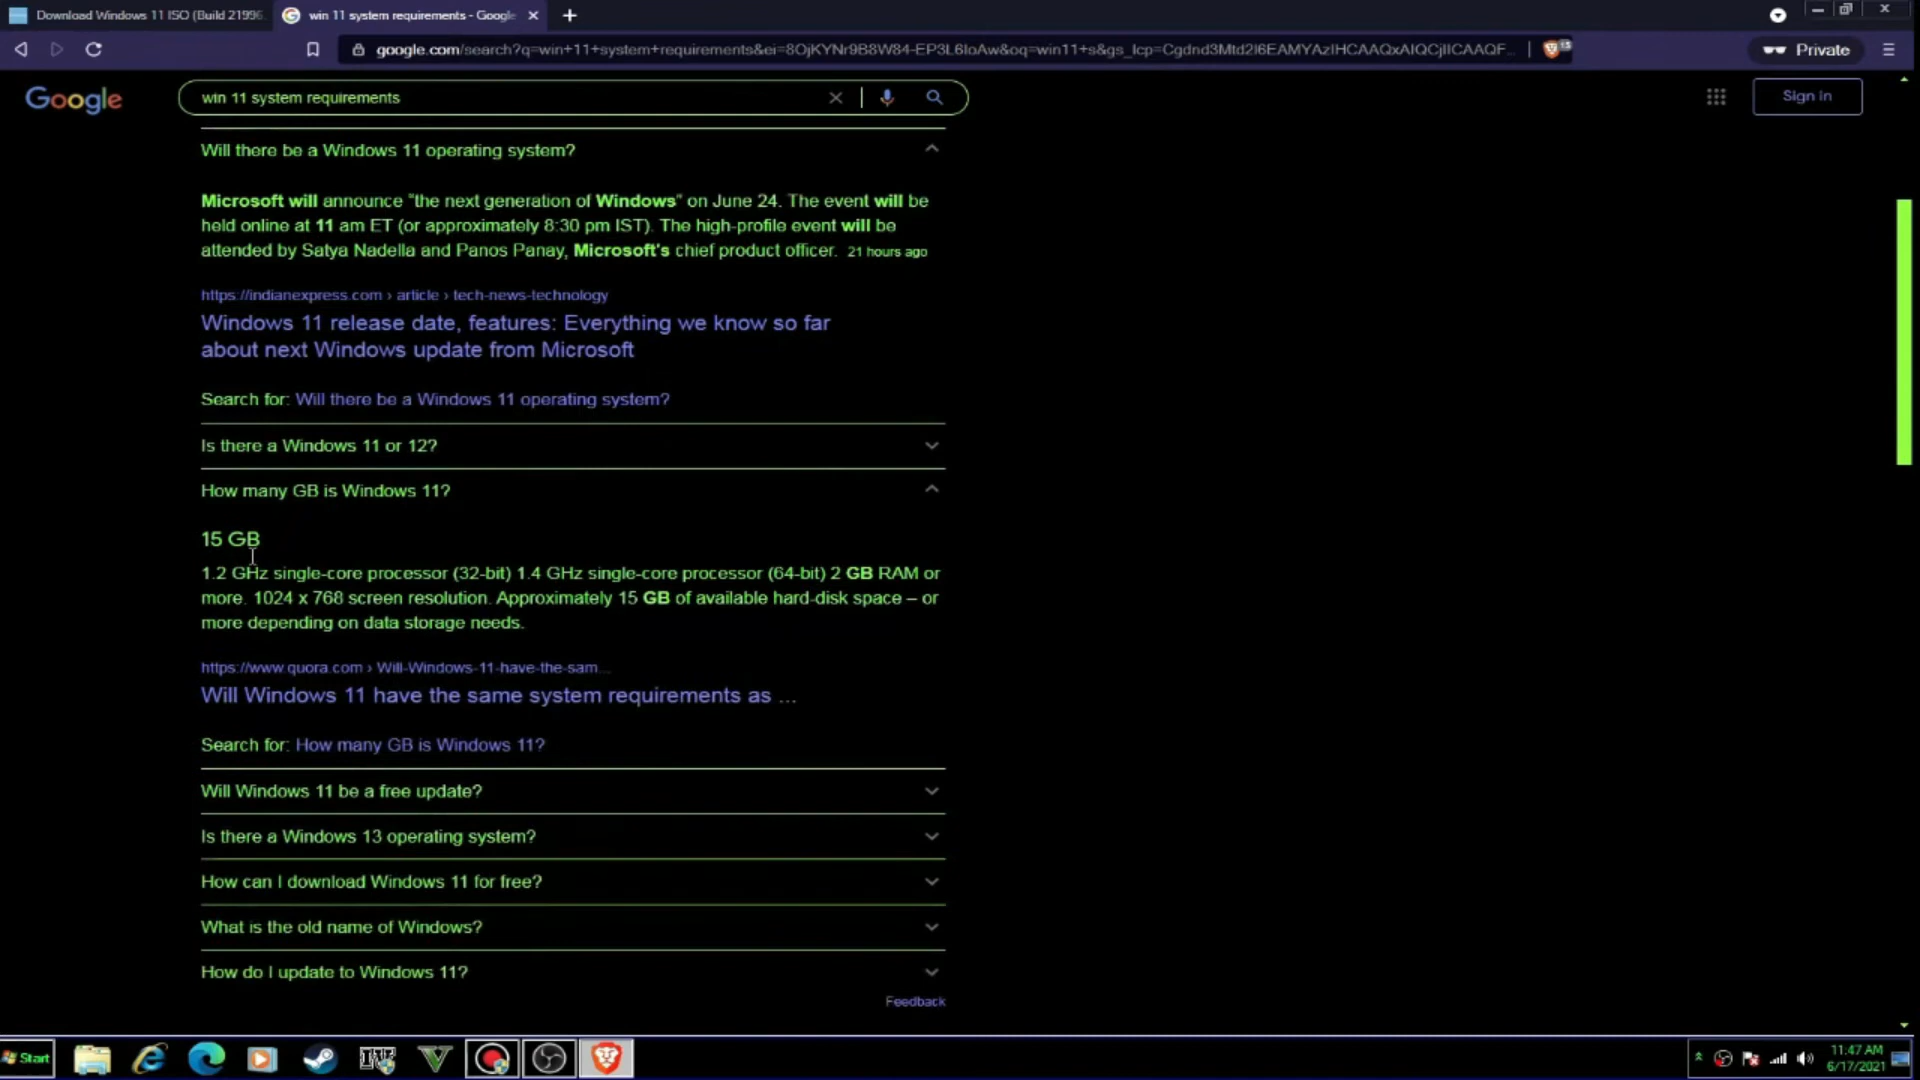 Download Windows 11 ISO (Build 21996
win 11 system requirements - Google
google.com/search?q=win+11+system+requirements&ei=8OjKYNr9B8W84-EP3L6IoAw&oq=win11+s&gs_lcp=Cgdnd3Mtd2l6EAMYAzIHCAAQxAIQCjIICAAQF...
Private
Google
win 11 system requirements
Sign in
Will there be a Windows 11 operating system?
Microsoft will announce "the next generation of Windows" on June 24. The event will be
held online at 11 am ET (or approximately 8:30 pm IST). The high-profile event will be
attended by Satya Nadella and Panos Panay, Microsoft's chief product officer. 21 hours ago
https://indianexpress.com › article › tech-news-technology
Windows 11 release date, features: Everything we know so far
about next Windows update from Microsoft
Search for: Will there be a Windows 11 operating system?
Is there a Windows 11 or 12?
How many GB is Windows 11?
15 GB
1.2 GHz single-core processor (32-bit) 1.4 GHz single-core processor (64-bit) 2 GB RAM or
more. 1024 x 768 screen resolution. Approximately 15 GB of available hard-disk space – or
more depending on data storage needs.
https://www.quora.com › Will-Windows-11-have-the-sam...
Will Windows 11 have the same system requirements as ...
Search for: How many GB is Windows 11?
Will Windows 11 be a free update?
Is there a Windows 13 operating system?
How can I download Windows 11 for free?
What is the old name of Windows?
How do I update to Windows 11?
Feedback
Start
IV
V
11:47 AM
6/17/2021